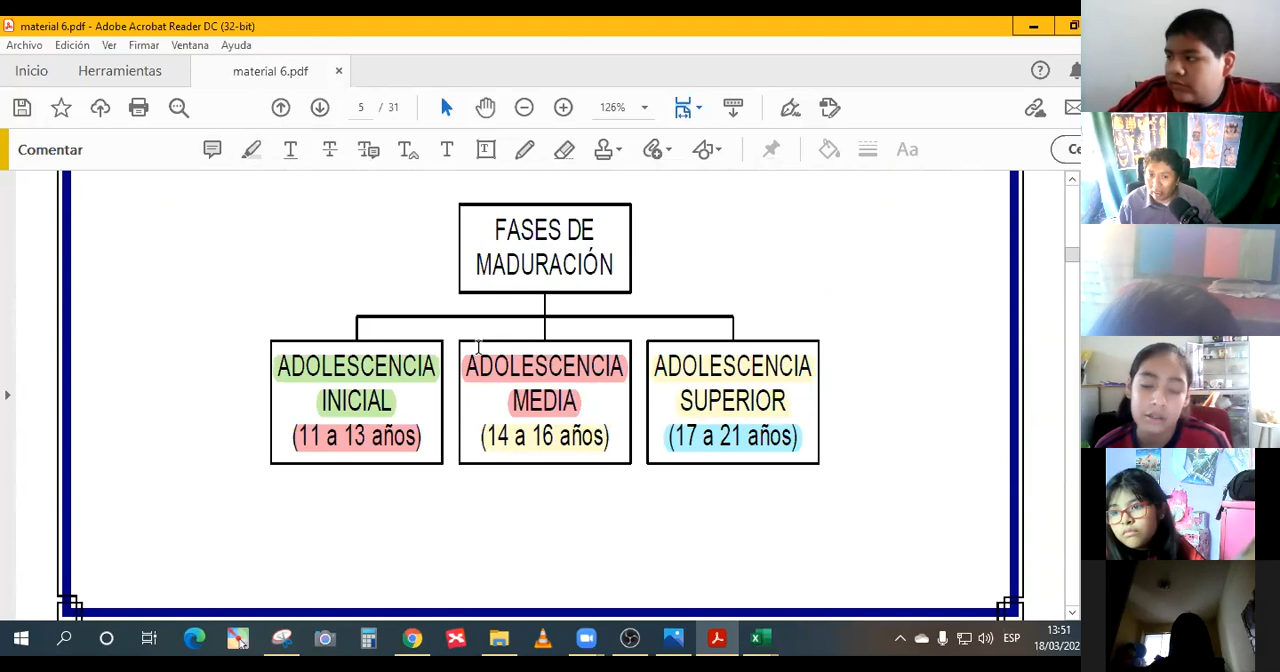 material 6.pdf - Adobe Acrobat Reader DC (32-bit)
Archivo Edición Ver Firmar Ventana Ayuda
Inicio Herramientas material 6.pdf ×
5 / 31 126%
Comentar Ce
FASES DE
MADURACIÓN
ADOLESCENCIA
INICIAL
(11 a 13 años)
ADOLESCENCIA
MEDIA
(14 a 16 años)
ADOLESCENCIA
SUPERIOR
(17 a 21 años)
ESP
13:51
18/03/202